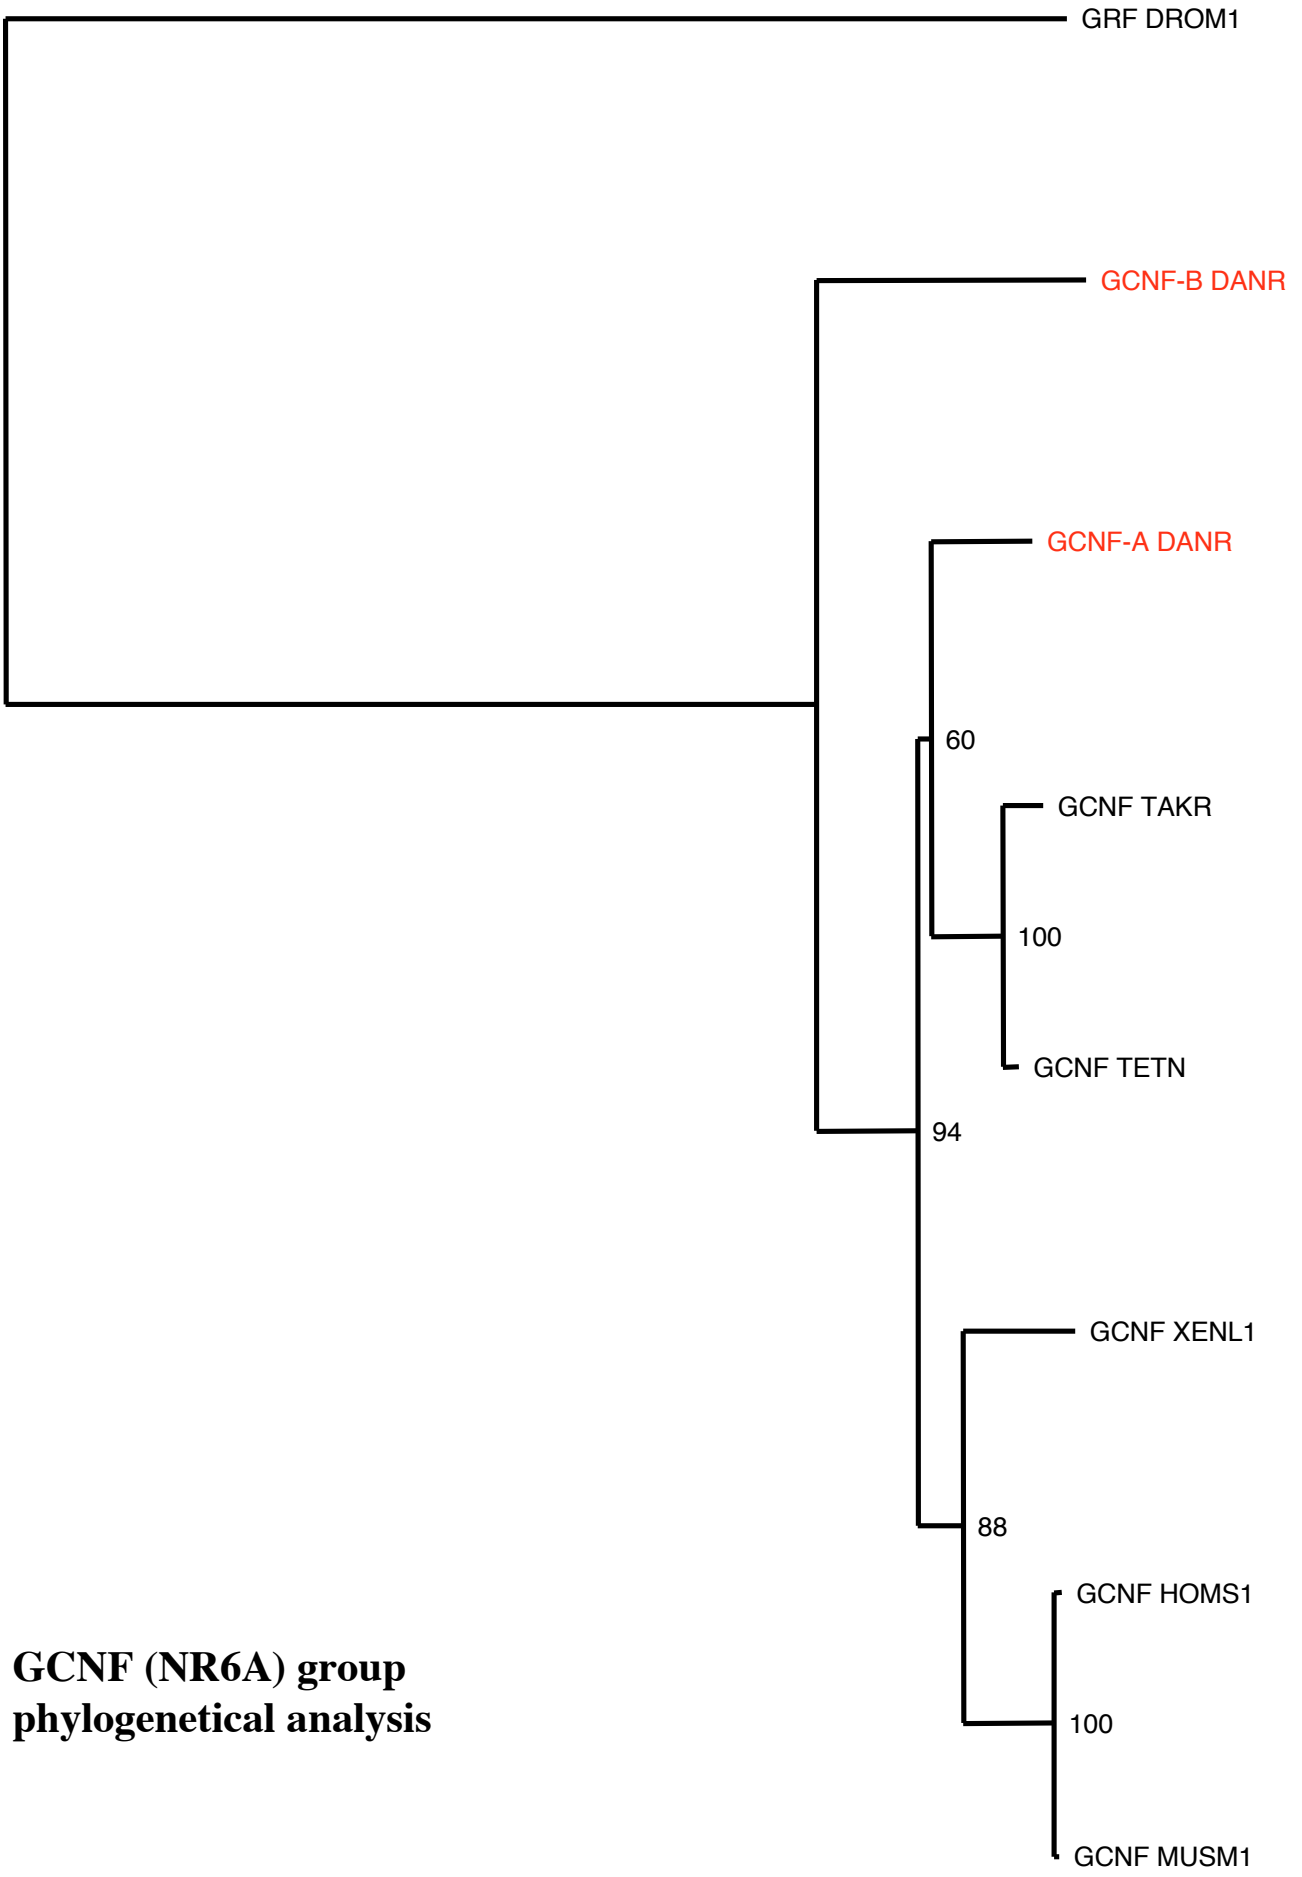 GRF DROM1
GCNF-B DANR
GCNF-A DANR
60
GCNF TAKR
100
GCNF TETN
94
GCNF XENL1
88
GCNF HOMS1
GCNF (NR6A) group
phylogenetical analysis
100
GCNF MUSM1